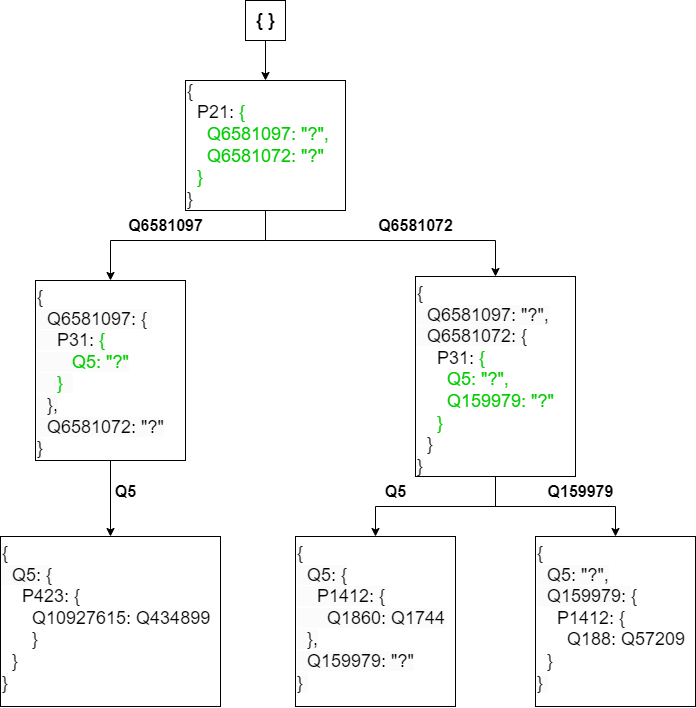 { }
{
P21: {
Q6581097: "?",
Q6581072: "?"
}
}
Q6581097
Q6581072
{
Q6581097: {
P31: {
Q5: "?"
}
},
Q6581072: "?"
}
{
Q6581097: "?",
Q6581072: {
P31: {
Q5: "?",
Q159979: "?"
}
}
}
Q5
Q5
Q159979
{
Q5: {
P423: {
Q10927615: Q434899
}
}
}
{
Q5: {
P1412: {
Q1860: Q1744
},
Q159979: "?"
}
{
Q5: "?",
Q159979: {
P1412: {
Q188: Q57209
}
}